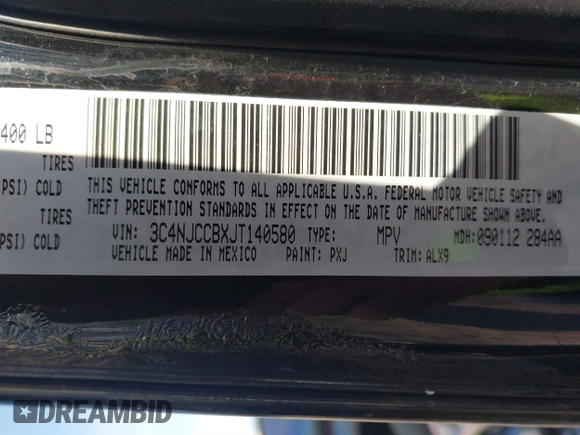 400 LB
TIRES
PSI) COLD
TIRES
PSI) COLD
THIS VEHICLE CONFORMS TO ALL APPLICABLE U.S.A. FEDERAL MOTOR VEHICLE SAFETY AND
THEFT PREVENTION STANDARDS IN EFFECT ON THE DATE OF MANUFACTURE SHOWN ABOVE.
VIN: 3C4NJCCBXJT140580 TYPE: MPV MDH:090112 284AA
VEHICLE MADE IN MEXICO PAINT: PXJ TRIM:ALX9
DREAMBID